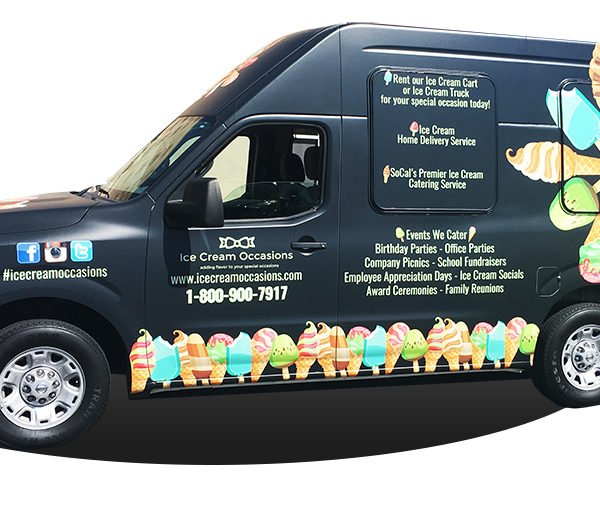 Rent our Ice Cream Cart
or Ice Cream Truck
for your special occasion today!
Ice Cream
Home Delivery Service
SoCal's Premier Ice Cream
Catering Service
Events We Cater
Birthday Parties - Office Parties
Company Picnics - School Fundraisers
Employee Appreciation Days - Ice Cream Socials
Award Ceremonies - Family Reunions
Ice Cream Occasions
adding flavor to your special occasions
www.icecreamoccasions.com
1-800-900-7917
f
t
#icecreamoccasions